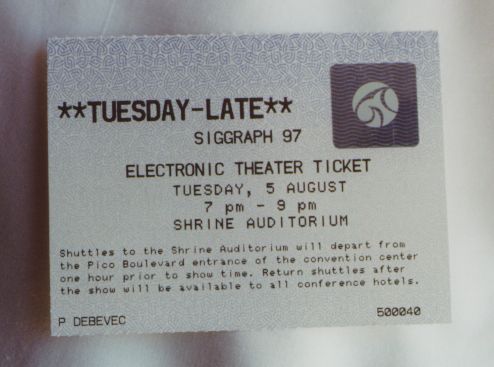 **TUESDAY-LATE**
SIGGRAPH 97
ELECTRONIC THEATER TICKET
TUESDAY, 5 AUGUST
7 pm - 9 pm
SHRINE AUDITORIUM
Shuttles to the Shrine Auditorium will depart from
the Pico Boulevard entrance of the convention center
one hour prior to show time. Return shuttles after
the show will be available to all conference hotels.
P DEBEVEC 500040